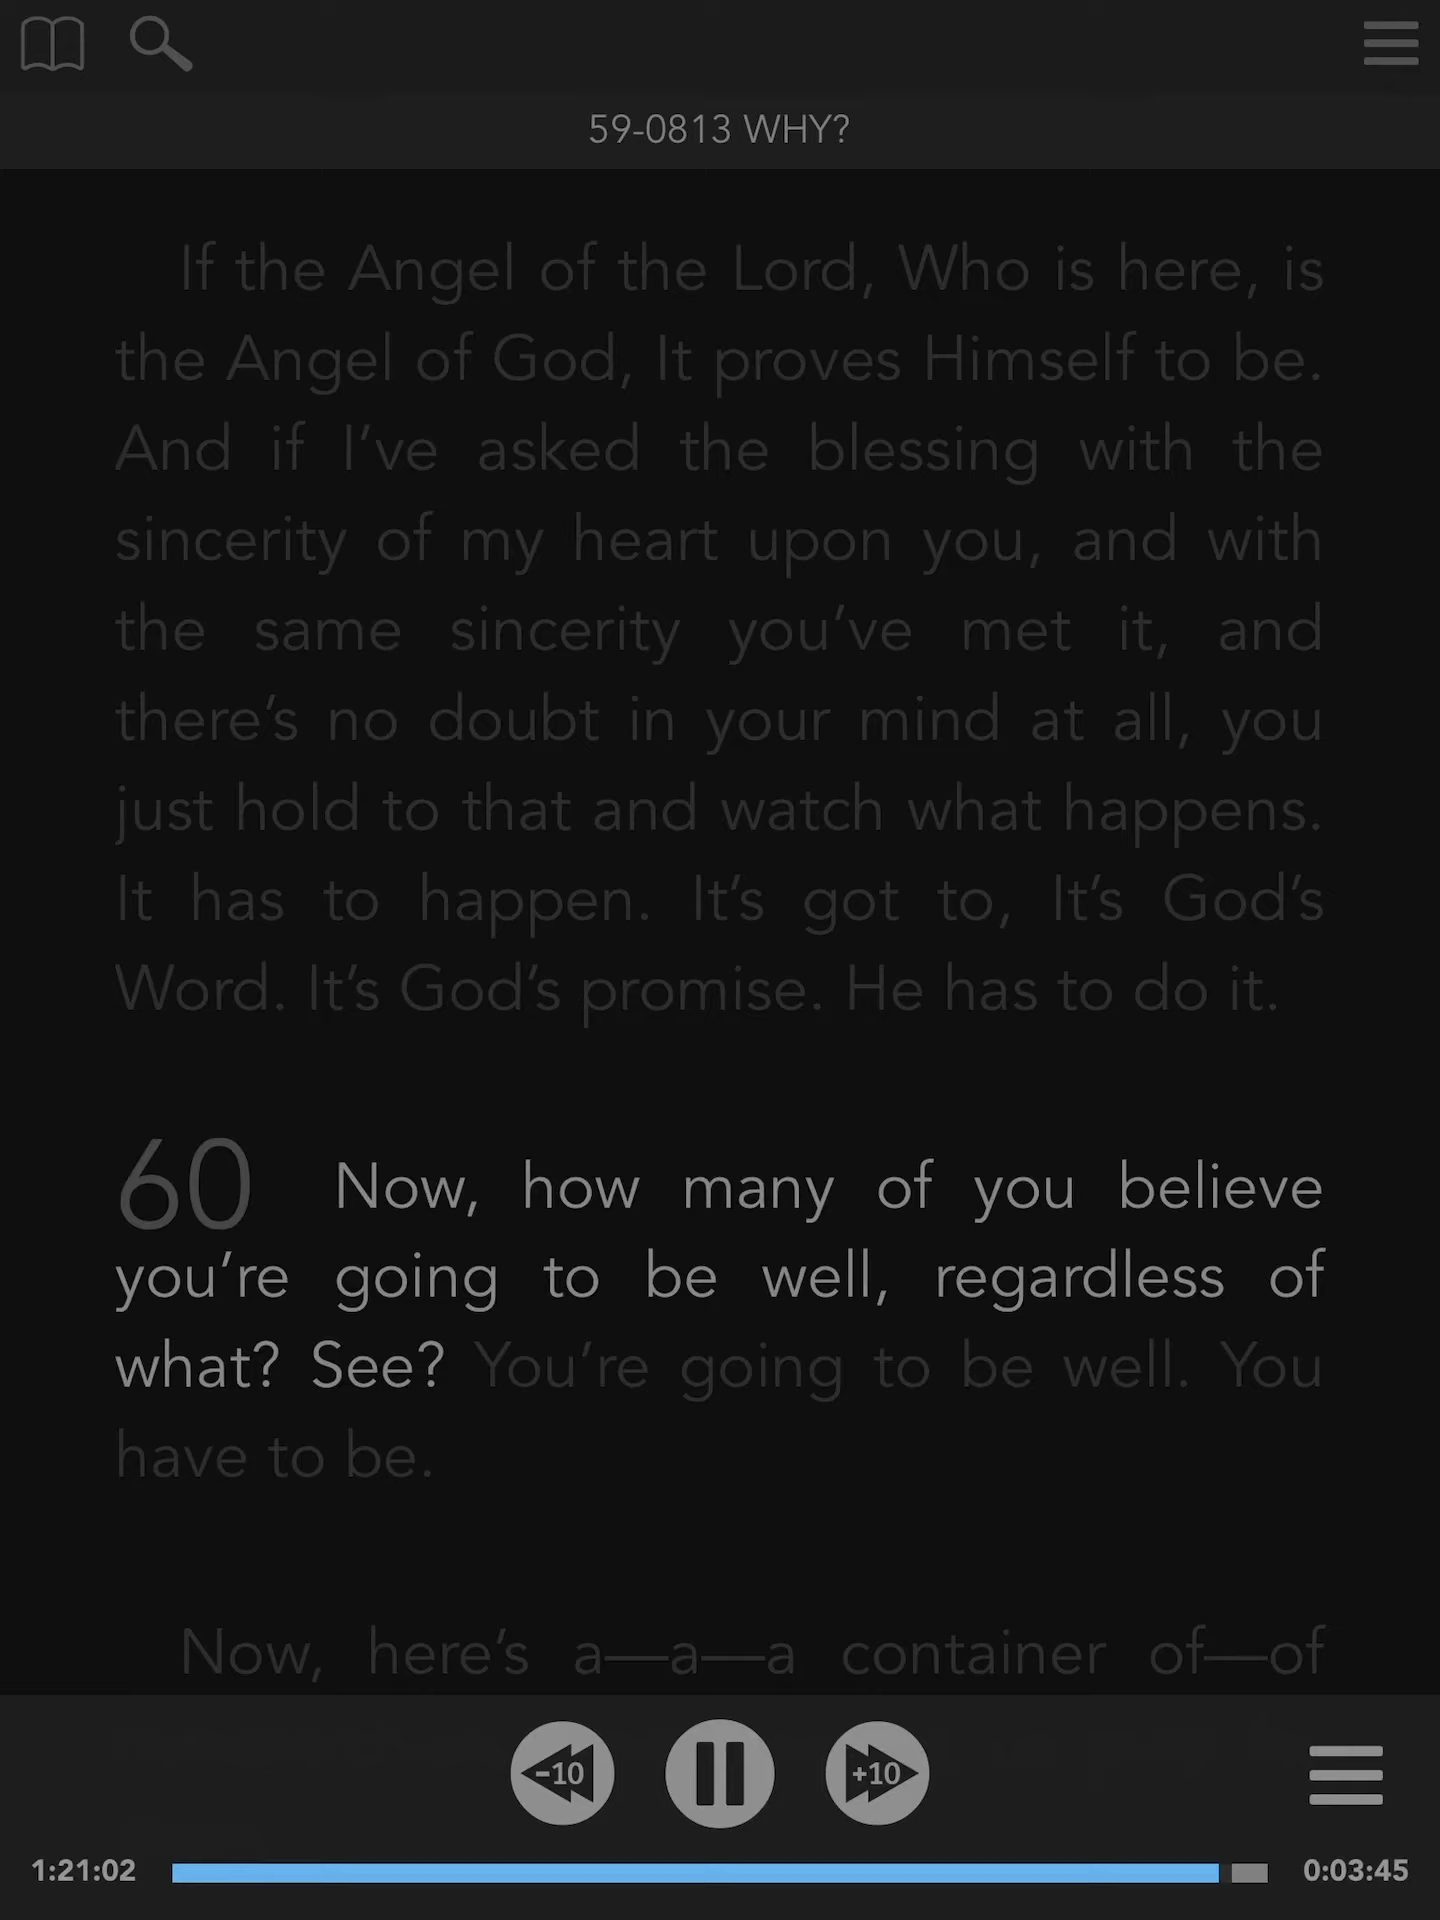 59-0813 WHY?
If the Angel of the Lord, Who is here, is
the Angel of God, It proves Himself to be.
And if I’ve asked the blessing with the
sincerity of my heart upon you, and with
the same sincerity you’ve met it, and
there’s no doubt in your mind at all, you
just hold to that and watch what happens.
It has to happen. It’s got to, It’s God’s
Word. It’s God’s promise. He has to do it.
60 Now, how many of you believe
you’re going to be well, regardless of
what? See? You’re going to be well. You
have to be.
Now, here’s a—a—a container of—of
-10 +10
1:21:02 0:03:45